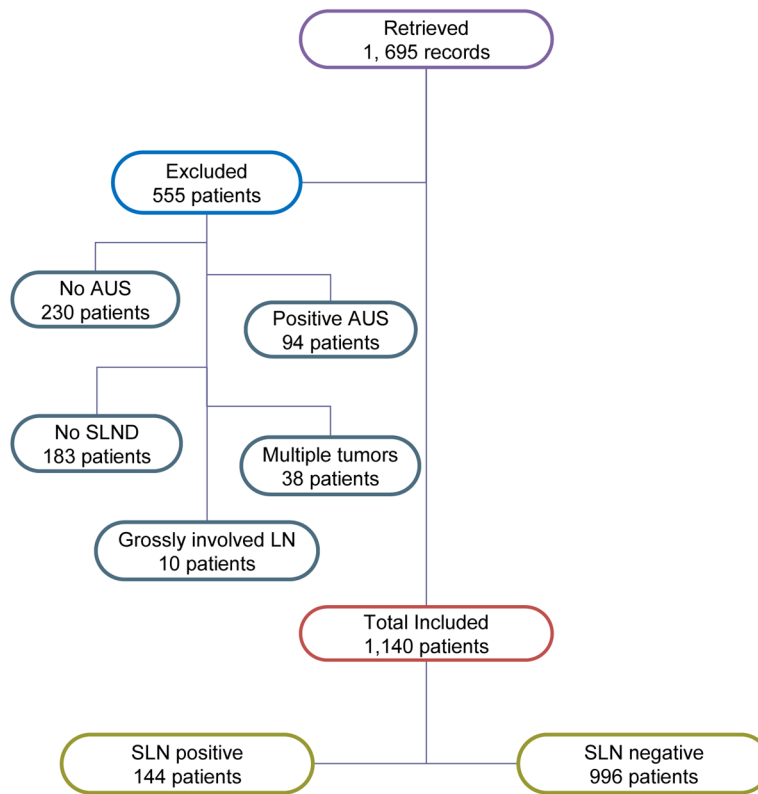 Retrieved
1, 695 records
Excluded
555 patients
No AUS
230 patients
Positive AUS
94 patients
No SLND
183 patients
Multiple tumors
38 patients
Grossly involved LN
10 patients
Total Included
1,140 patients
SLN positive
144 patients
SLN negative
996 patients